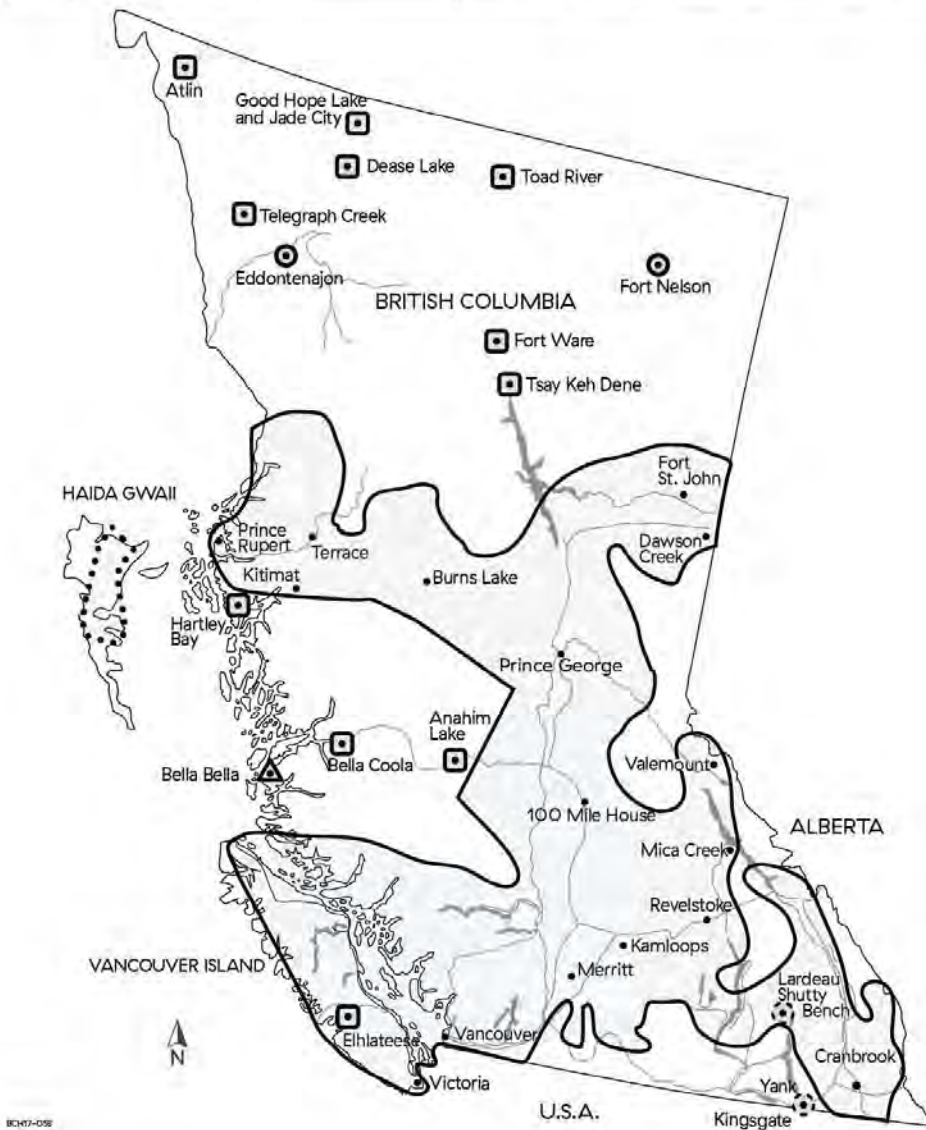 Atlin
Good Hope Lake
and Jade City
Dease Lake
Toad River
Telegraph Creek
Eddontenajon
Fort Nelson
BRITISH COLUMBIA
Fort Ware
Tsay Keh Dene
Fort
St. John
HAIDA GWAII
Prince
Rupert
Terrace
Dawson
Creek
Kitimat
Burns Lake
Hartley
Bay
Prince George
Anahim
Lake
Bella Coola
Valemount
Bella Bella
100 Mile House
ALBERTA
Mica Creek
Revelstoke
Kamloops
VANCOUVER ISLAND
Merritt
Lardeau
Shutty
Bench
Elhlateese
Vancouver
N
Cranbrook
Victoria
Yank
U.S.A.
Kingsgate